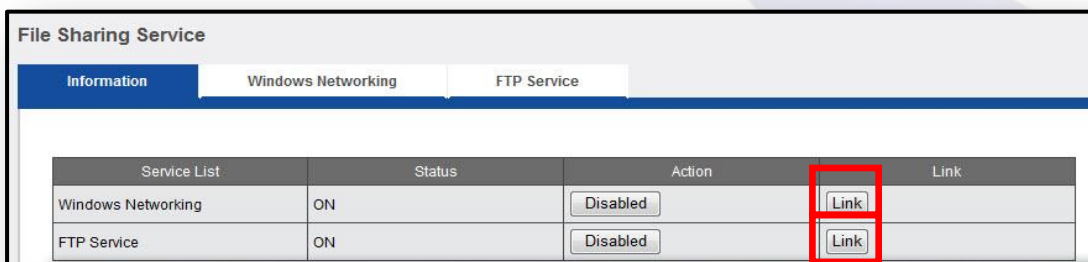 File Sharing Service
Information Windows Networking FTP Service
Service List Status Action Link
Windows Networking ON Disabled Link
FTP Service ON Disabled Link